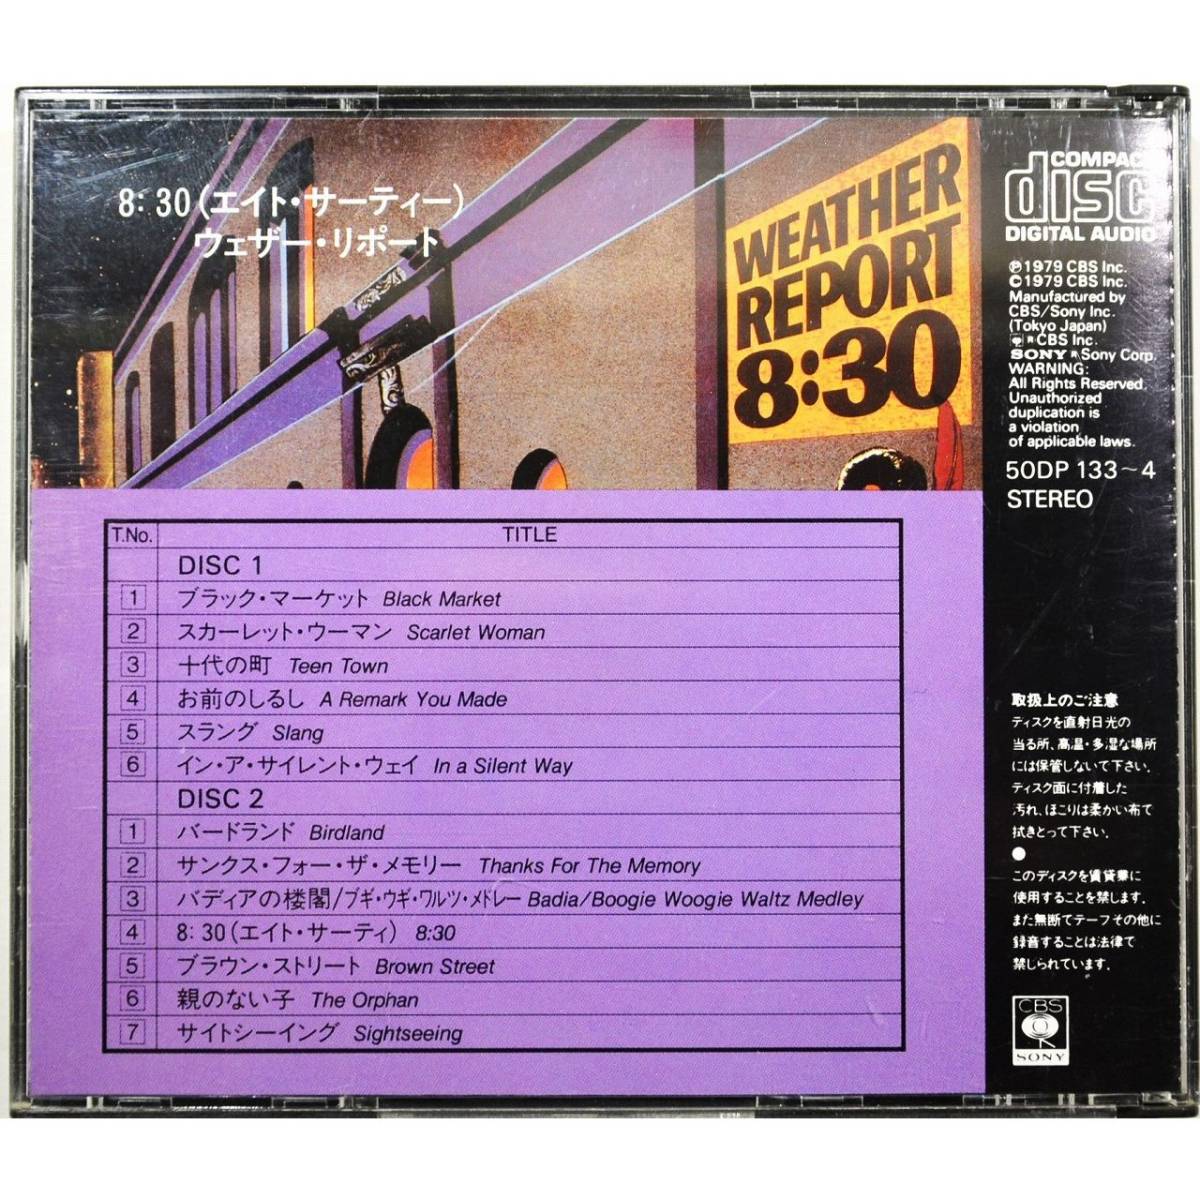 8:30(エイト・サーティー)
ウェザー・リポート
WEATHER
REPORT
8:30
COMPACT
disc
DIGITAL AUDIO
℗1979 CBS Inc.
©1979 CBS Inc.
Manufactured by
CBS/Sony Inc.
(Tokyo Japan)
® CBS Inc.
SONY ® Sony Corp.
WARNING:
All Rights Reserved.
Unauthorized
duplication is
a violation
of applicable laws.
50DP 133~4
STEREO
T.No. TITLE
DISC 1
1 ブラック・マーケット Black Market
2 スカーレット・ウーマン Scarlet Woman
3 十代の町 Teen Town
4 お前のしるし A Remark You Made
5 スラング Slang
6 イン・ア・サイレント・ウェイ In a Silent Way
DISC 2
1 バードランド Birdland
2 サンクス・フォー・ザ・メモリー Thanks For The Memory
3 バディアの楼閣/ブギ・ウギ・ワルツ・メドレー Badia/Boogie Woogie Waltz Medley
4 8:30(エイト・サーティ) 8:30
5 ブラウン・ストリート Brown Street
6 親のない子 The Orphan
7 サイトシーイング Sightseeing
取扱上のご注意
ディスクを直射日光の
当る所、高温・多湿な場所
には保管しないで下さい。
ディスク面に付着した
汚れ、ほこりは柔かい布で
拭きとって下さい。
●
このディスクを賃貸業に
使用することを禁します。
また無断でテープその他に
録音することは法律で
禁じられています。
CBS
SONY